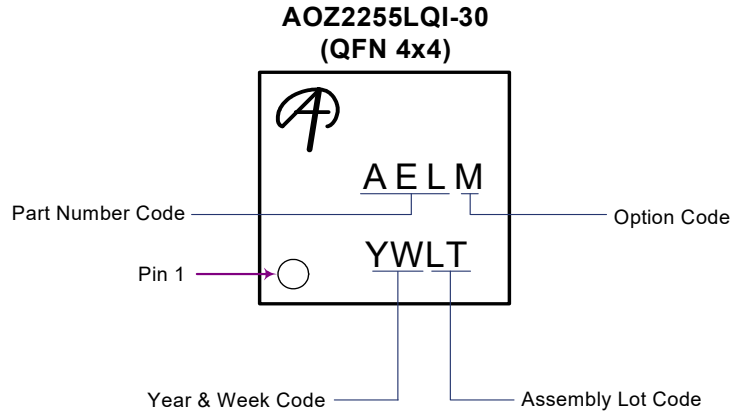 AOZ2255LQI-30
(QFN 4x4)
AELM
Part Number Code
Option Code
YWLT
Pin 1
Year & Week Code
Assembly Lot Code